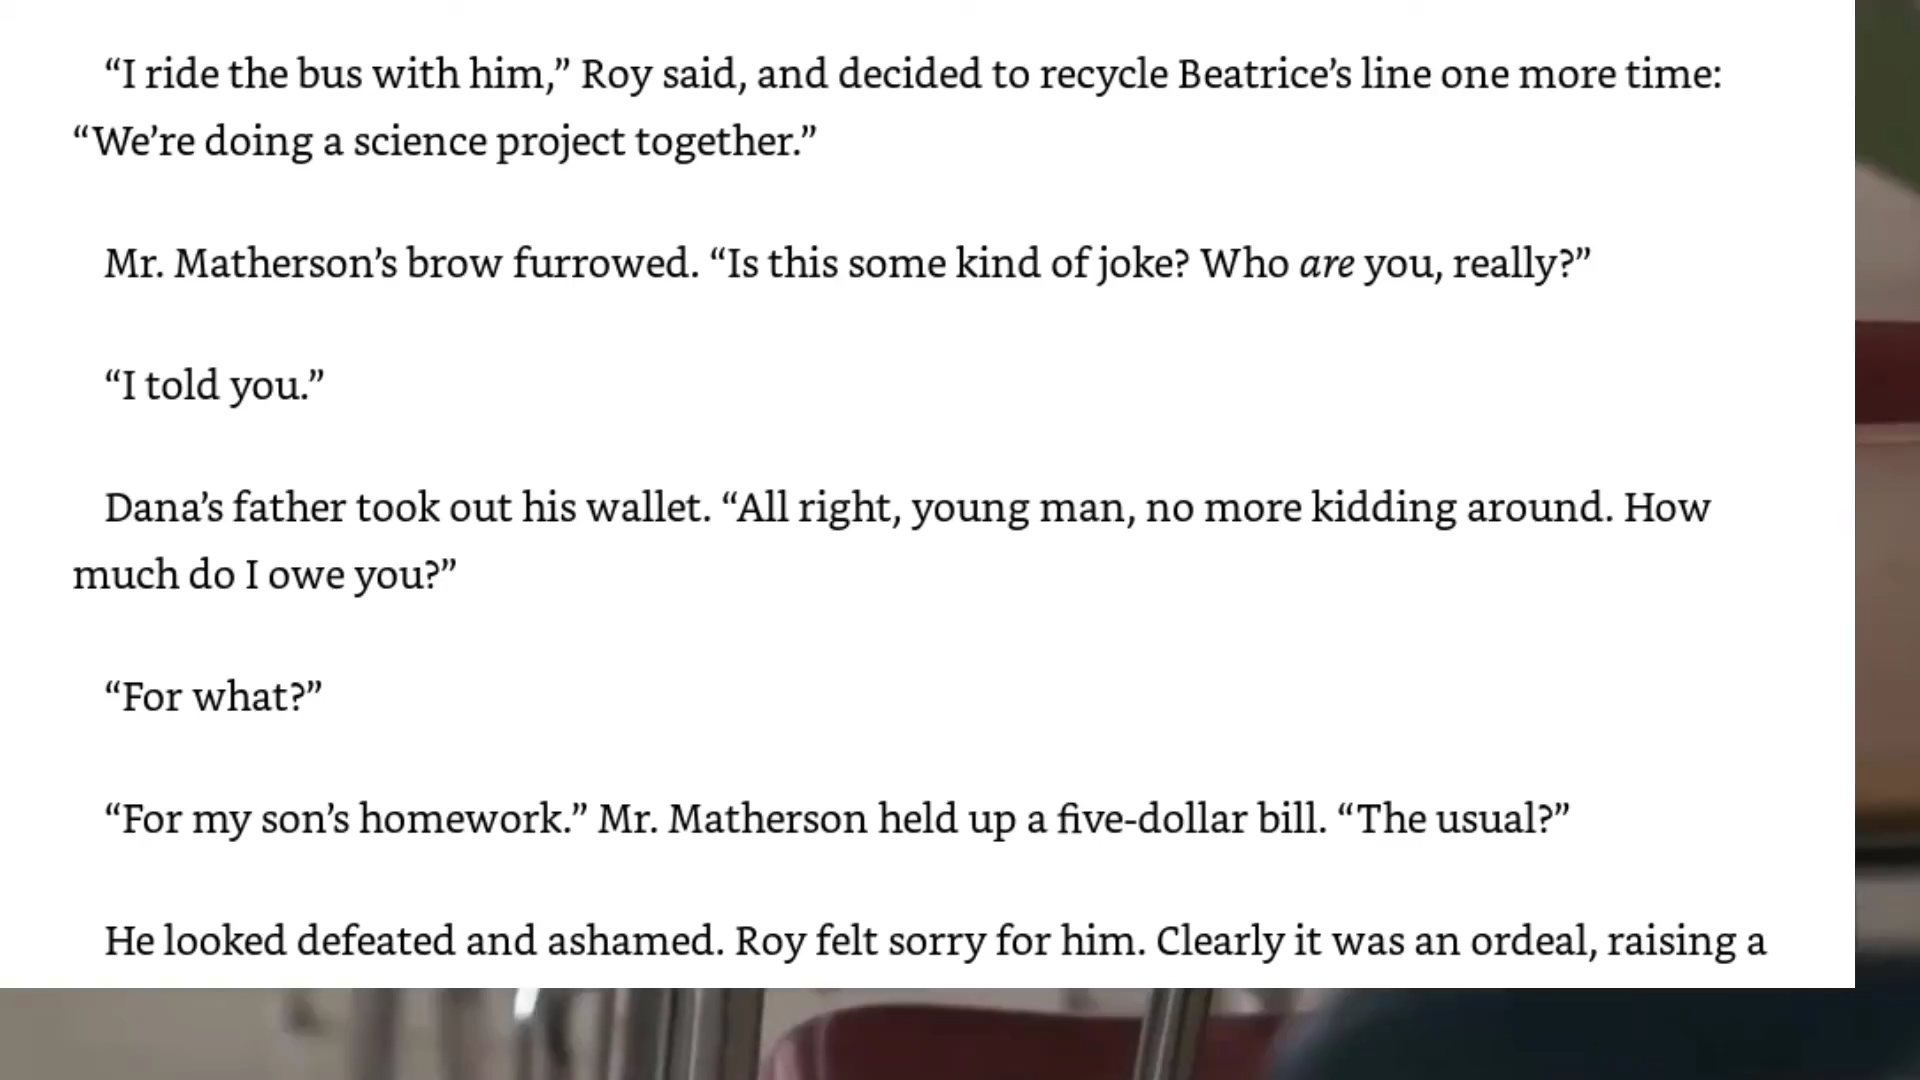 “I ride the bus with him,” Roy said, and decided to recycle Beatrice’s line one more time:
“We’re doing a science project together.”
Mr. Matherson’s brow furrowed. “Is this some kind of joke? Who are you, really?”
“I told you.”
Dana’s father took out his wallet. “All right, young man, no more kidding around. How
much do I owe you?”
“For what?”
“For my son’s homework.” Mr. Matherson held up a five-dollar bill. “The usual?”
He looked defeated and ashamed. Roy felt sorry for him. Clearly it was an ordeal, raising a